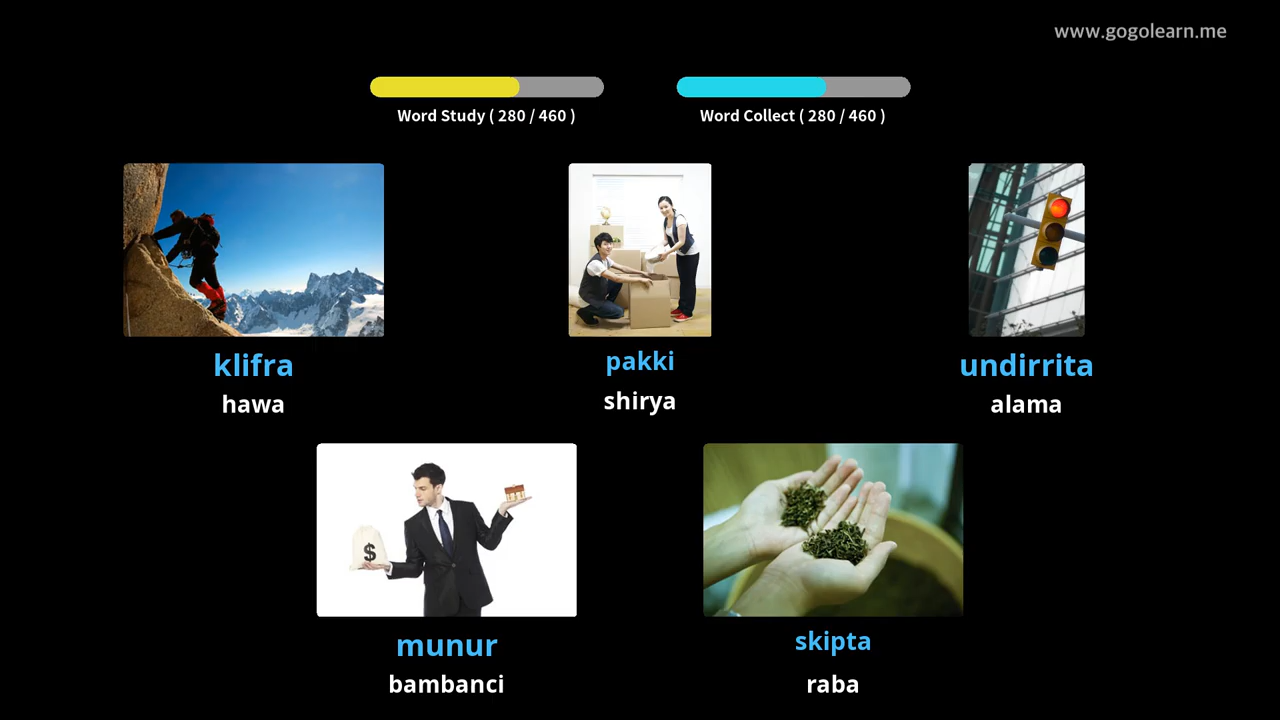 www.gogolearn.me
Word Study ( 280 / 460 )
Word Collect ( 280 / 460 )
klifra
hawa
pakki
shirya
undirrita
alama
$
munur
bambanci
skipta
raba